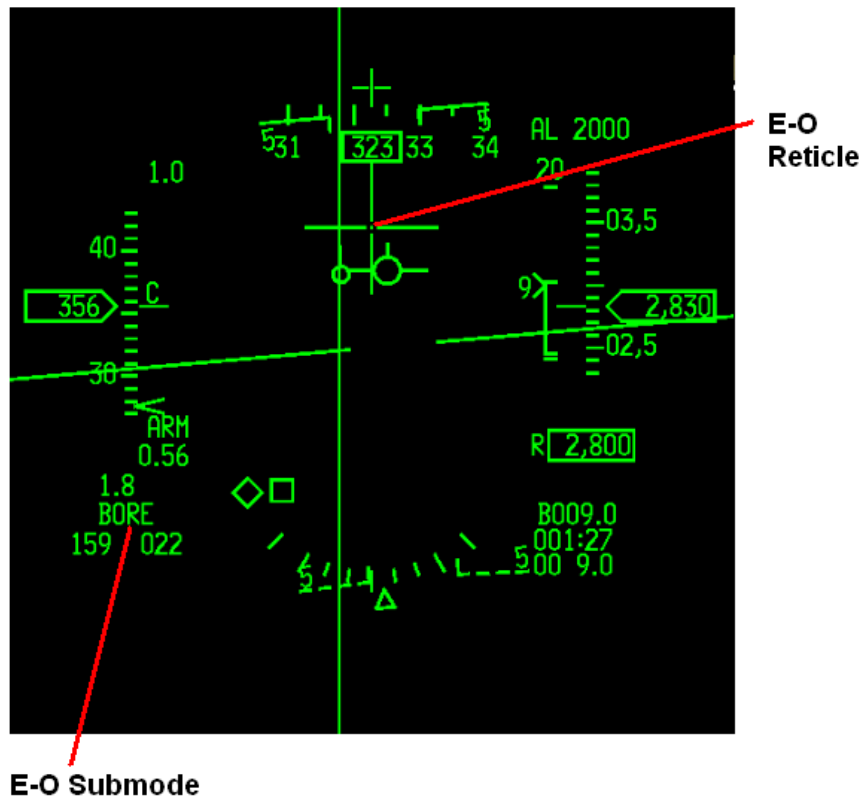 E-O
Reticle
AL 2000
5 31 323 33 34 5
20
1.0
03,5
40
C
9
356
2,830
02,5
30
ARM
0.56
R 2,800
1.8
BORE
159 022
B009.0
001:27
00 9.0
5 5
E-O Submode